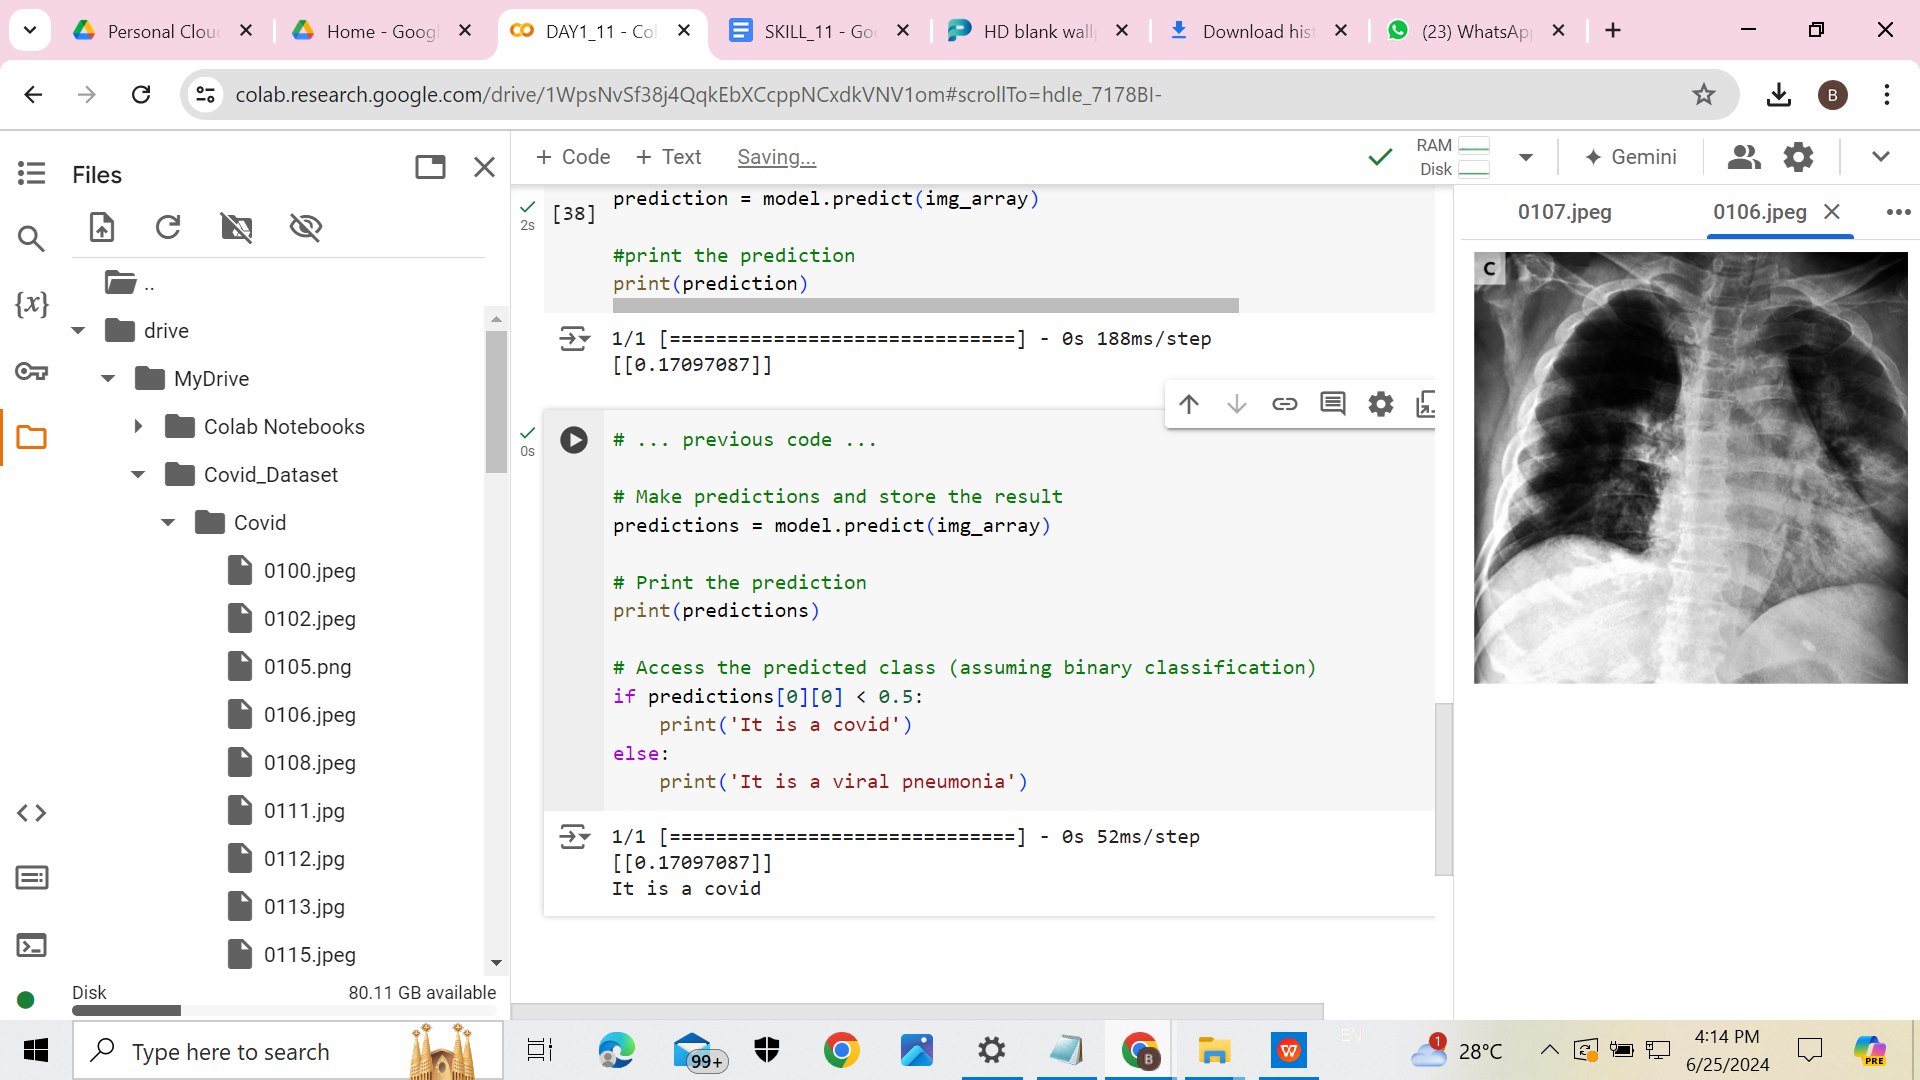 Personal Clou
Home - Googl
DAY1_11 - Col
SKILL_11 - Goo
HD blank wallp
Download hist
(23) WhatsApp
colab.research.google.com/drive/1WpsNvSf38j4QqkEbXCcppNCxdkVNV1om#scrollTo=hdIe_7178BI-
B
Files
+ Code + Text Saving...
RAM
Disk
Gemini
..
drive
MyDrive
Colab Notebooks
Covid_Dataset
Covid
0100.jpeg
0102.jpeg
0105.png
0106.jpeg
0108.jpeg
0111.jpg
0112.jpg
0113.jpg
0115.jpeg
Disk 80.11 GB available
{x}
2s
[38]
prediction = model.predict(img_array)
#print the prediction
print(prediction)
1/1 [==============================] - 0s 188ms/step
[[0.17097087]]
0s
# ... previous code ...
# Make predictions and store the result
predictions = model.predict(img_array)
# Print the prediction
print(predictions)
# Access the predicted class (assuming binary classification)
if predictions[0][0] < 0.5:
print('It is a covid')
else:
print('It is a viral pneumonia')
1/1 [==============================] - 0s 52ms/step
[[0.17097087]]
It is a covid
0107.jpeg
0106.jpeg
C
Type here to search
99+
B
W
EN
1
28°C
4:14 PM
6/25/2024
PRE